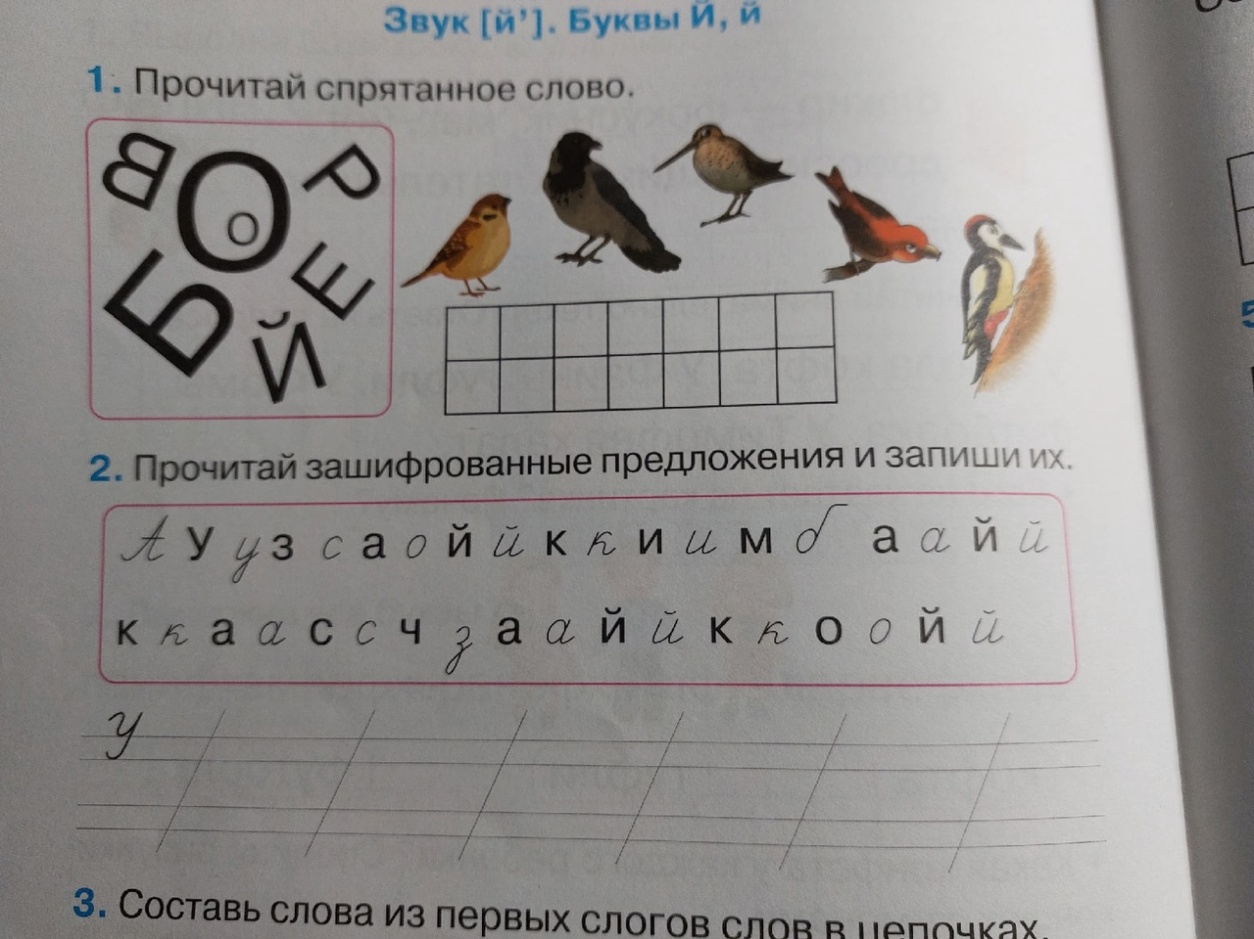 Звук [й']. Буквы Й, й
1. Прочитай спрятанное слово.
В О о Р
Б Й Е
2. Прочитай зашифрованные предложения и запиши их.
А У у з с а о й й к к и и м б а а й й
к к а а с с ч з а а й й к к о о й й
У
3. Составь слова из первых слогов слов в цепочках.